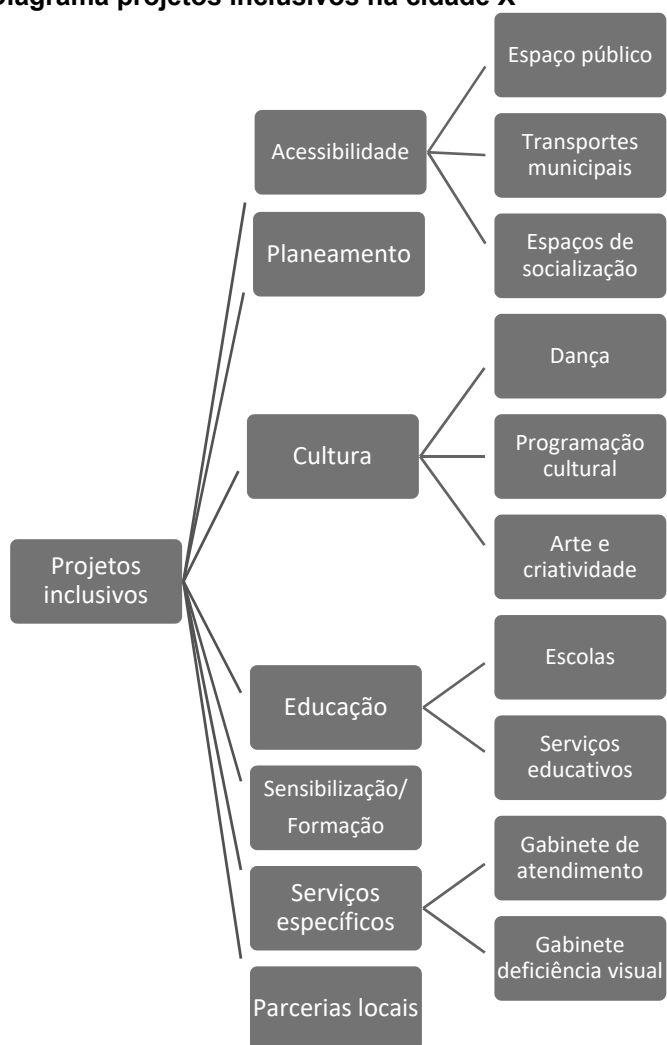 Diagrama projetos inclusivos na cidade X
Espaço público
Acessibilidade
Transportes
municipais
Planeamento
Espaços de
socialização
Dança
Cultura
Programação
cultural
Arte e
criatividade
Projetos
inclusivos
Escolas
Educação
Serviços
educativos
Sensibilização/
Formação
Gabinete de
atendimento
Serviços
específicos
Gabinete
deficiência visual
Parcerias locais